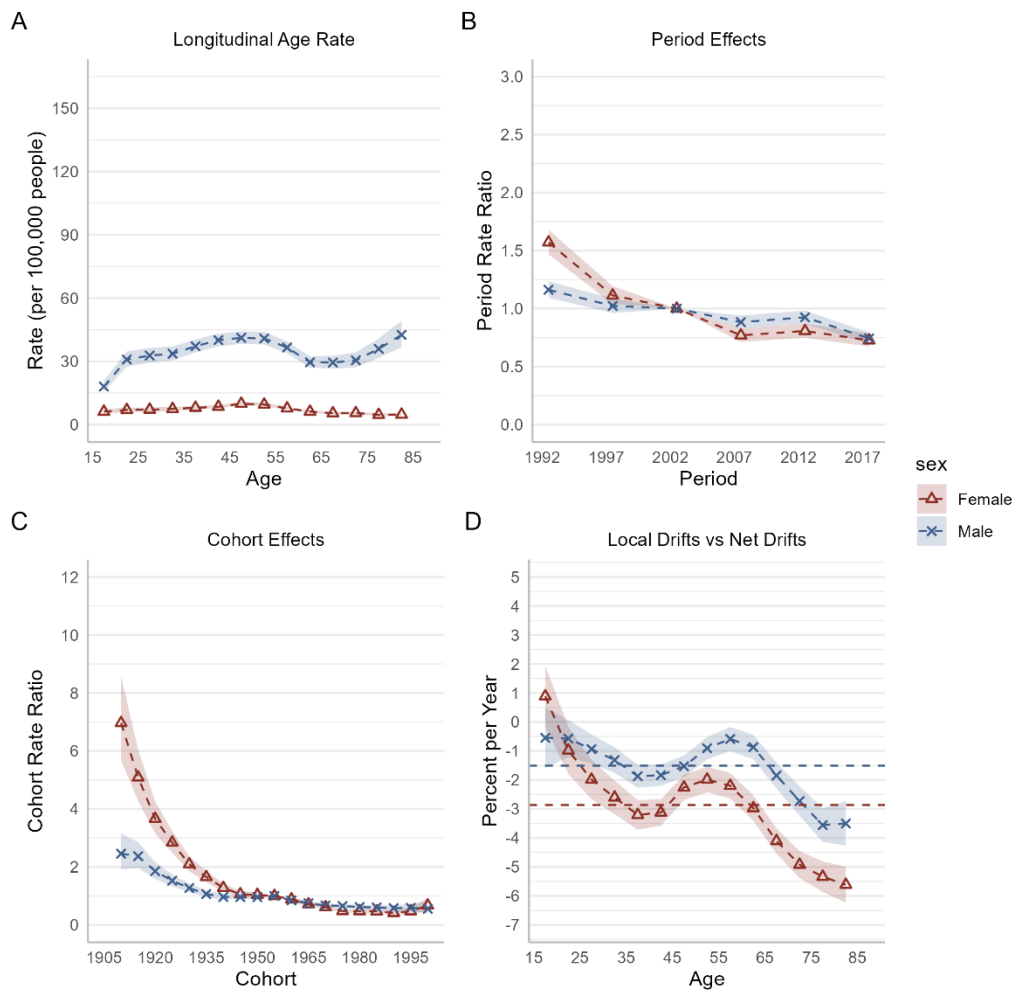 A
Longitudinal Age Rate
Rate (per 100,000 people)
150
120
90
60
30
0
15 25 35 45 55 65 75 85
Age
B
Period Effects
Period Rate Ratio
3.0
2.5
2.0
1.5
1.0
0.5
0.0
1992 1997 2002 2007 2012 2017
Period
sex
Female
Male
C
Cohort Effects
Cohort Rate Ratio
12
10
8
6
4
2
0
1905 1920 1935 1950 1965 1980 1995
Cohort
D
Local Drifts vs Net Drifts
Percent per Year
5
4
3
2
1
0
-1
-2
-3
-4
-5
-6
-7
15 25 35 45 55 65 75 85
Age